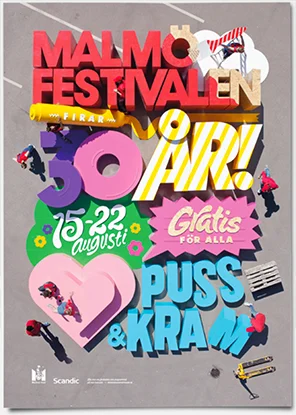 MALMÖ
FESTIVALEN
FIRAR
30
ÅR!
15-22
augusti
Gratis
FÖR ALLA
PUSS
& KRAM
Scandic